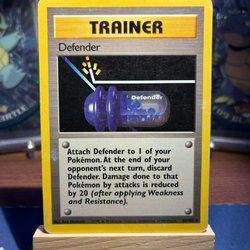 TRAINER
Defender
Defender
Attach Defender to 1 of your
Pokémon. At the end of your
opponent's next turn, discard
Defender. Damage done to that
Pokémon by attacks is reduced
by 20 (after applying Weakness
and Resistance).